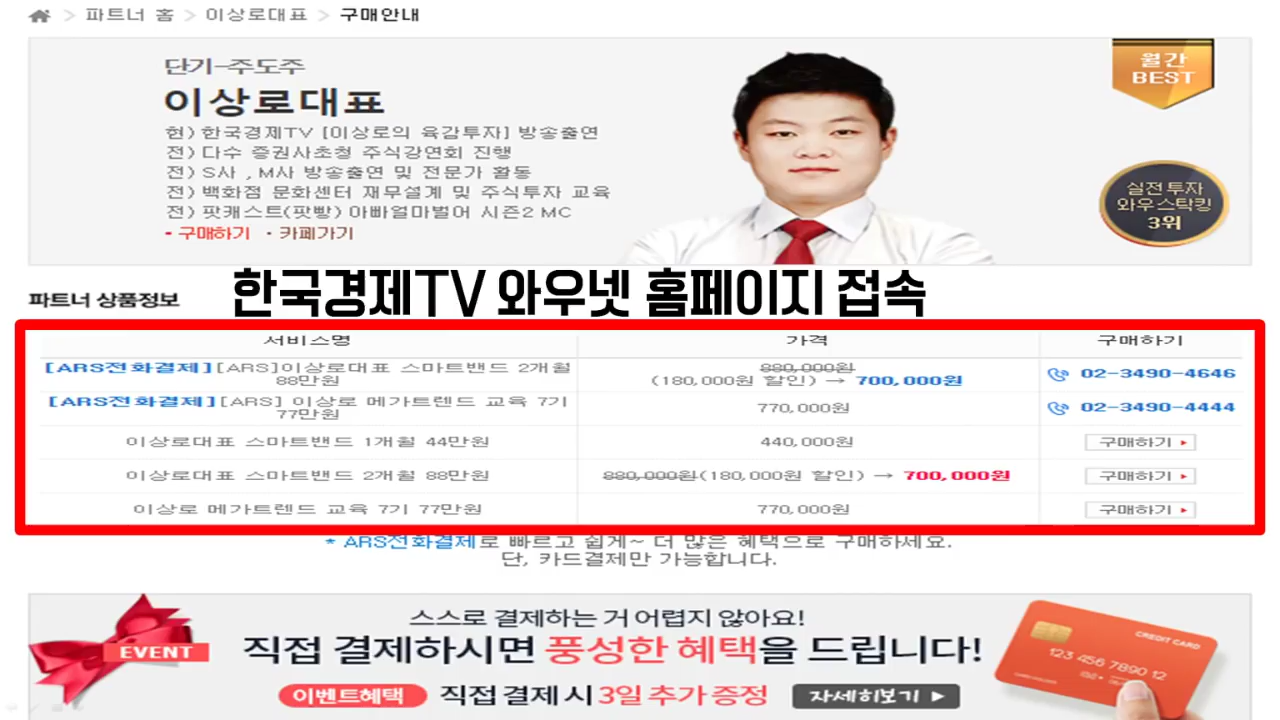 파트너 홈 > 이상로대표 > 구매안내
단기-주도주
이상로대표
현) 한국경제TV [이상로의 육감투자] 방송출연
전) 다수 증권사초청 주식강연회 진행
전) S사 , M사 방송출연 및 전문가 활동
전) 백화점 문화센터 재무설계 및 주식투자 교육
전) 팟캐스트(팟빵) 아빠얼마벌어 시즌2 MC
• 구매하기 • 카페가기
월간
BEST
실전 투자
와우 스탁킹
3위
파트너 상품정보
한국경제TV 와우넷 홈페이지 접속
서비스명 가격 구매하기
[ARS전화결제][ARS]이상로대표 스마트밴드 2개월
88만원
880,000원
(180,000원 할인) → 700,000원
02-3490-4646
[ARS전화결제][ARS] 이상로 메가트렌드 교육 7기
77만원
770,000원
02-3490-4444
이상로대표 스마트밴드 1개월 44만원 440,000원 구매하기
이상로대표 스마트밴드 2개월 88만원 880,000원(180,000원 할인) → 700,000원 구매하기
이상로 메가트렌드 교육 7기 77만원 770,000원 구매하기
* ARS전화결제로 빠르고 쉽게~ 더 많은 혜택으로 구매하세요.
단, 카드결제만 가능합니다.
EVENT
스스로 결제하는 거 어렵지 않아요!
직접 결제하시면 풍성한 혜택을 드립니다!
이벤트혜택 직접 결제 시 3일 추가 증정 자세히보기 ▶
CREDIT CARD
123 456 7890 12